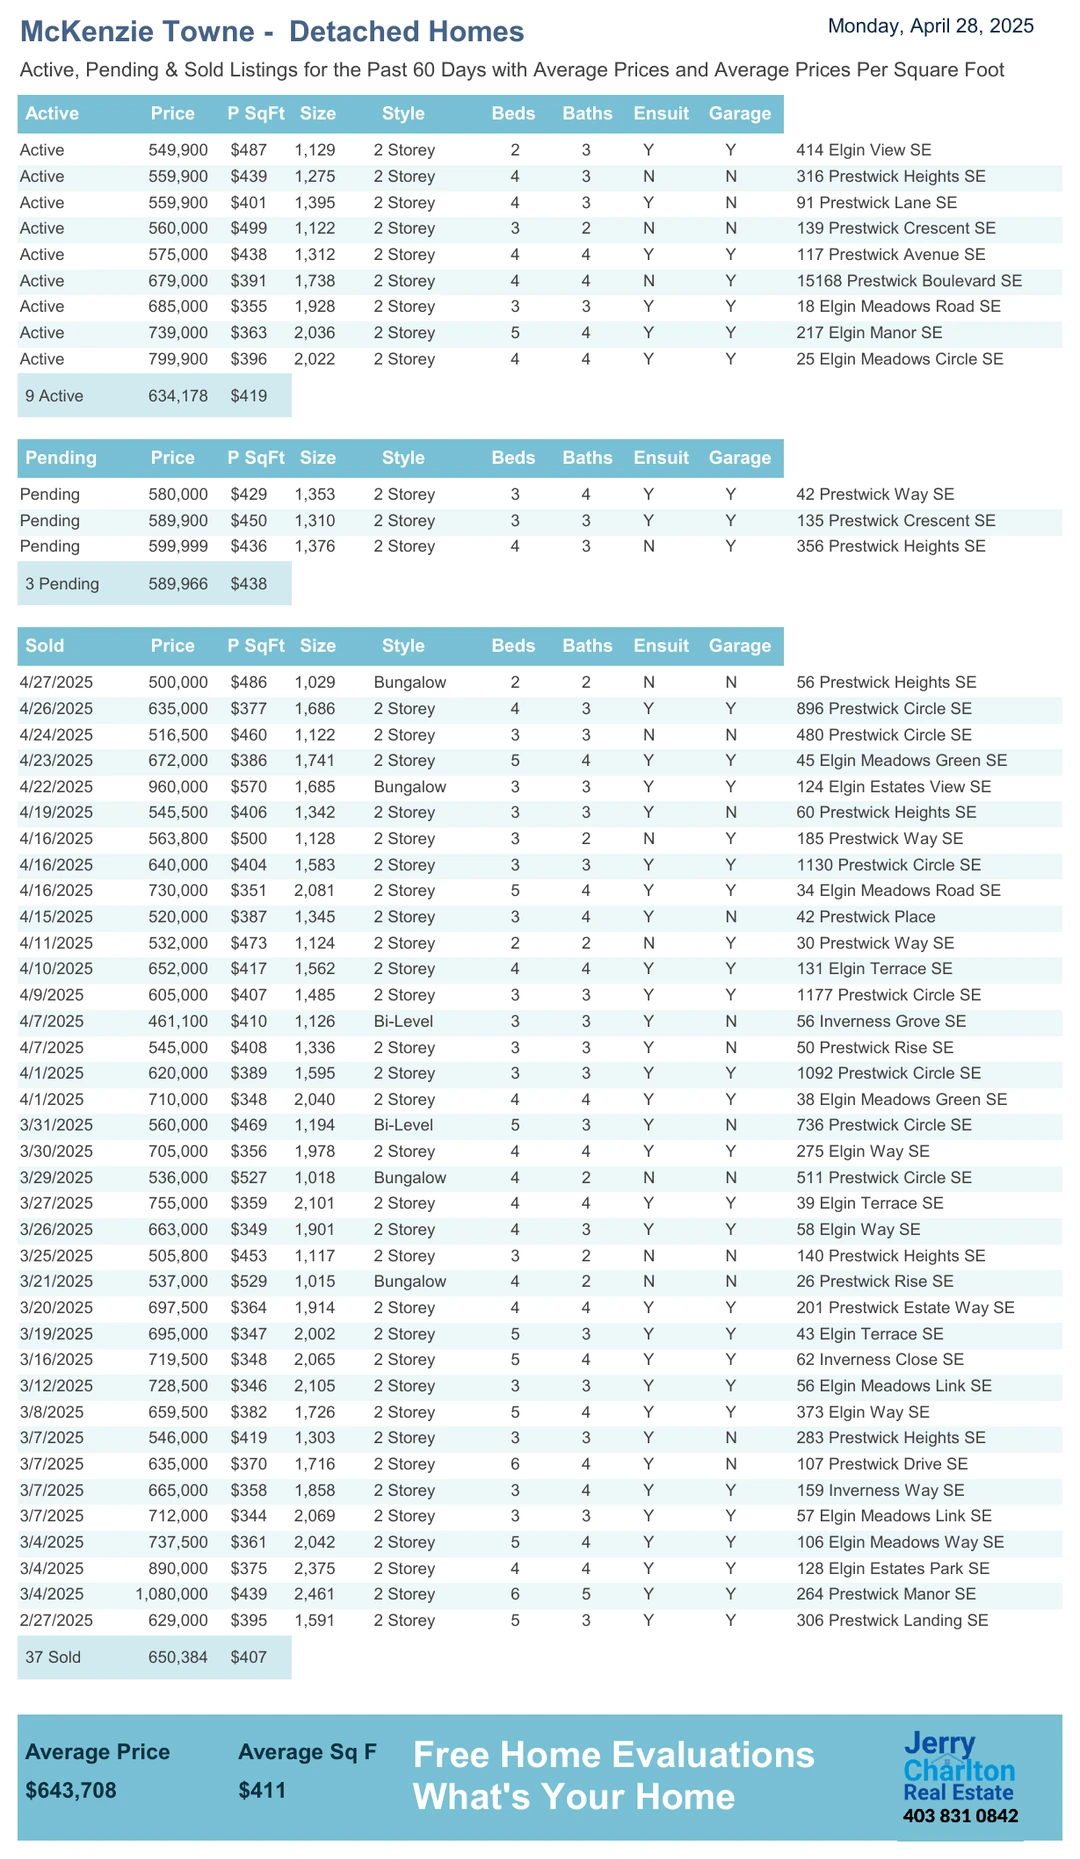 McKenzie Towne - Detached Homes Monday, April 28, 2025
Active, Pending & Sold Listings for the Past 60 Days with Average Prices and Average Prices Per Square Foot
Active Price P SqFt Size Style Beds Baths Ensuit Garage
Active 549,900 $487 1,129 2 Storey 2 3 Y Y 414 Elgin View SE
Active 559,900 $439 1,275 2 Storey 4 3 N N 316 Prestwick Heights SE
Active 559,900 $401 1,395 2 Storey 4 3 Y N 91 Prestwick Lane SE
Active 560,000 $499 1,122 2 Storey 3 2 N N 139 Prestwick Crescent SE
Active 575,000 $438 1,312 2 Storey 4 4 Y Y 117 Prestwick Avenue SE
Active 679,000 $391 1,738 2 Storey 4 4 N Y 15168 Prestwick Boulevard SE
Active 685,000 $355 1,928 2 Storey 3 3 Y Y 18 Elgin Meadows Road SE
Active 739,000 $363 2,036 2 Storey 5 4 Y Y 217 Elgin Manor SE
Active 799,900 $396 2,022 2 Storey 4 4 Y Y 25 Elgin Meadows Circle SE
9 Active 634,178 $419
Pending Price P SqFt Size Style Beds Baths Ensuit Garage
Pending 580,000 $429 1,353 2 Storey 3 4 Y Y 42 Prestwick Way SE
Pending 589,900 $450 1,310 2 Storey 3 3 Y Y 135 Prestwick Crescent SE
Pending 599,999 $436 1,376 2 Storey 4 3 N Y 356 Prestwick Heights SE
3 Pending 589,966 $438
Sold Price P SqFt Size Style Beds Baths Ensuit Garage
4/27/2025 500,000 $486 1,029 Bungalow 2 2 N N 56 Prestwick Heights SE
4/26/2025 635,000 $377 1,686 2 Storey 4 3 Y Y 896 Prestwick Circle SE
4/24/2025 516,500 $460 1,122 2 Storey 3 3 N N 480 Prestwick Circle SE
4/23/2025 672,000 $386 1,741 2 Storey 5 4 Y Y 45 Elgin Meadows Green SE
4/22/2025 960,000 $570 1,685 Bungalow 3 3 Y Y 124 Elgin Estates View SE
4/19/2025 545,500 $406 1,342 2 Storey 3 3 Y N 60 Prestwick Heights SE
4/16/2025 563,800 $500 1,128 2 Storey 3 2 N Y 185 Prestwick Way SE
4/16/2025 640,000 $404 1,583 2 Storey 3 3 Y Y 1130 Prestwick Circle SE
4/16/2025 730,000 $351 2,081 2 Storey 5 4 Y Y 34 Elgin Meadows Road SE
4/15/2025 520,000 $387 1,345 2 Storey 3 4 Y N 42 Prestwick Place
4/11/2025 532,000 $473 1,124 2 Storey 2 2 N Y 30 Prestwick Way SE
4/10/2025 652,000 $417 1,562 2 Storey 4 4 Y Y 131 Elgin Terrace SE
4/9/2025 605,000 $407 1,485 2 Storey 3 3 Y Y 1177 Prestwick Circle SE
4/7/2025 461,100 $410 1,126 Bi-Level 3 3 Y N 56 Inverness Grove SE
4/7/2025 545,000 $408 1,336 2 Storey 3 3 Y N 50 Prestwick Rise SE
4/1/2025 620,000 $389 1,595 2 Storey 3 3 Y Y 1092 Prestwick Circle SE
4/1/2025 710,000 $348 2,040 2 Storey 4 4 Y Y 38 Elgin Meadows Green SE
3/31/2025 560,000 $469 1,194 Bi-Level 5 3 Y N 736 Prestwick Circle SE
3/30/2025 705,000 $356 1,978 2 Storey 4 4 Y Y 275 Elgin Way SE
3/29/2025 536,000 $527 1,018 Bungalow 4 2 N N 511 Prestwick Circle SE
3/27/2025 755,000 $359 2,101 2 Storey 4 4 Y Y 39 Elgin Terrace SE
3/26/2025 663,000 $349 1,901 2 Storey 4 3 Y Y 58 Elgin Way SE
3/25/2025 505,800 $453 1,117 2 Storey 3 2 N N 140 Prestwick Heights SE
3/21/2025 537,000 $529 1,015 Bungalow 4 2 N N 26 Prestwick Rise SE
3/20/2025 697,500 $364 1,914 2 Storey 4 4 Y Y 201 Prestwick Estate Way SE
3/19/2025 695,000 $347 2,002 2 Storey 5 3 Y Y 43 Elgin Terrace SE
3/16/2025 719,500 $348 2,065 2 Storey 5 4 Y Y 62 Inverness Close SE
3/12/2025 728,500 $346 2,105 2 Storey 3 3 Y Y 56 Elgin Meadows Link SE
3/8/2025 659,500 $382 1,726 2 Storey 5 4 Y Y 373 Elgin Way SE
3/7/2025 546,000 $419 1,303 2 Storey 3 3 Y N 283 Prestwick Heights SE
3/7/2025 635,000 $370 1,716 2 Storey 6 4 Y N 107 Prestwick Drive SE
3/7/2025 665,000 $358 1,858 2 Storey 3 4 Y Y 159 Inverness Way SE
3/7/2025 712,000 $344 2,069 2 Storey 3 3 Y Y 57 Elgin Meadows Link SE
3/4/2025 737,500 $361 2,042 2 Storey 5 4 Y Y 106 Elgin Meadows Way SE
3/4/2025 890,000 $375 2,375 2 Storey 4 4 Y Y 128 Elgin Estates Park SE
3/4/2025 1,080,000 $439 2,461 2 Storey 6 5 Y Y 264 Prestwick Manor SE
2/27/2025 629,000 $395 1,591 2 Storey 5 3 Y Y 306 Prestwick Landing SE
37 Sold 650,384 $407
Average Price Average Sq F
$643,708 $411
Free Home Evaluations
What's Your Home
Jerry
Charlton
Real Estate
403 831 0842